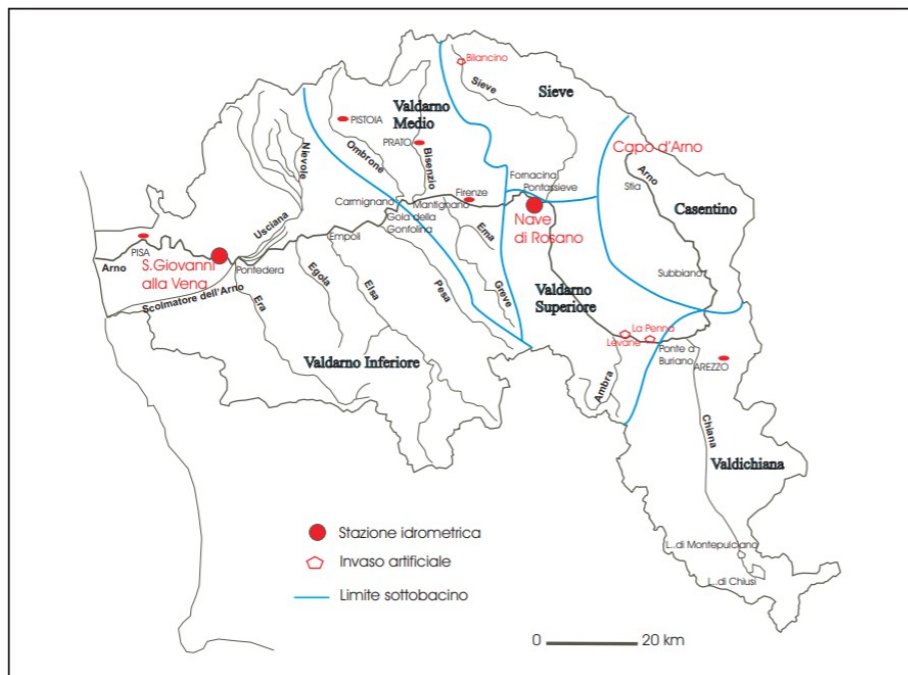 Bilancino
Sieve
Sieve
Valdarno
Medio
PISTOIA
PRATO
Ombrone
Bisenzio
Nievole
Capo d'Arno
Arno
Stia
Casentino
Fornacina
Pontassieve
Firenze
Carmignano
Mantignano
Gola della
Gonfolina
Nave
di Rosano
Usciana
Empoli
Ema
Greve
PISA
Arno
S.Giovanni
alla Vena
Pontedera
Scolmatore dell'Arno
Era
Egola
Elsa
Pesa
Subbiano
Valdarno
Superiore
La Penna
Levane
Ponte a
Buriano
AREZZO
Valdarno Inferiore
Ambra
Chiana
Valdichiana
L..di Montepulciano
L..di Chiusi
Stazione idrometrica
Invaso artificiale
Limite sottobacino
0 20 km